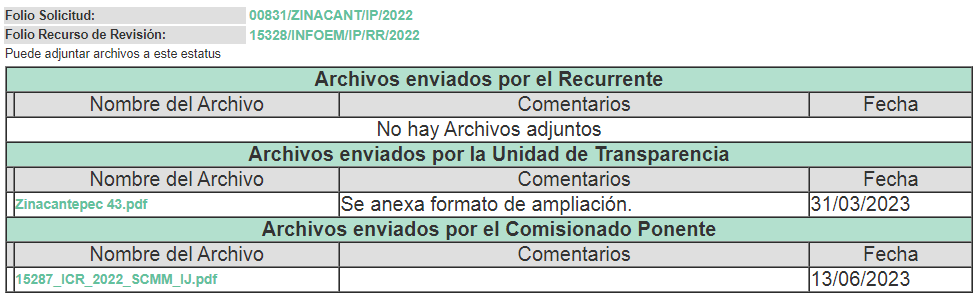 Folio Solicitud: 00831/ZINACANT/IP/2022
Folio Recurso de Revisión: 15328/INFOEM/IP/RR/2022
Puede adjuntar archivos a este estatus
Archivos enviados por el Recurrente
Nombre del Archivo Comentarios Fecha
No hay Archivos adjuntos
Archivos enviados por la Unidad de Transparencia
Nombre del Archivo Comentarios Fecha
Zinacantepec 43.pdf Se anexa formato de ampliación. 31/03/2023
Archivos enviados por el Comisionado Ponente
Nombre del Archivo Comentarios Fecha
15287_ICR_2022_SCMM_IJ.pdf 13/06/2023